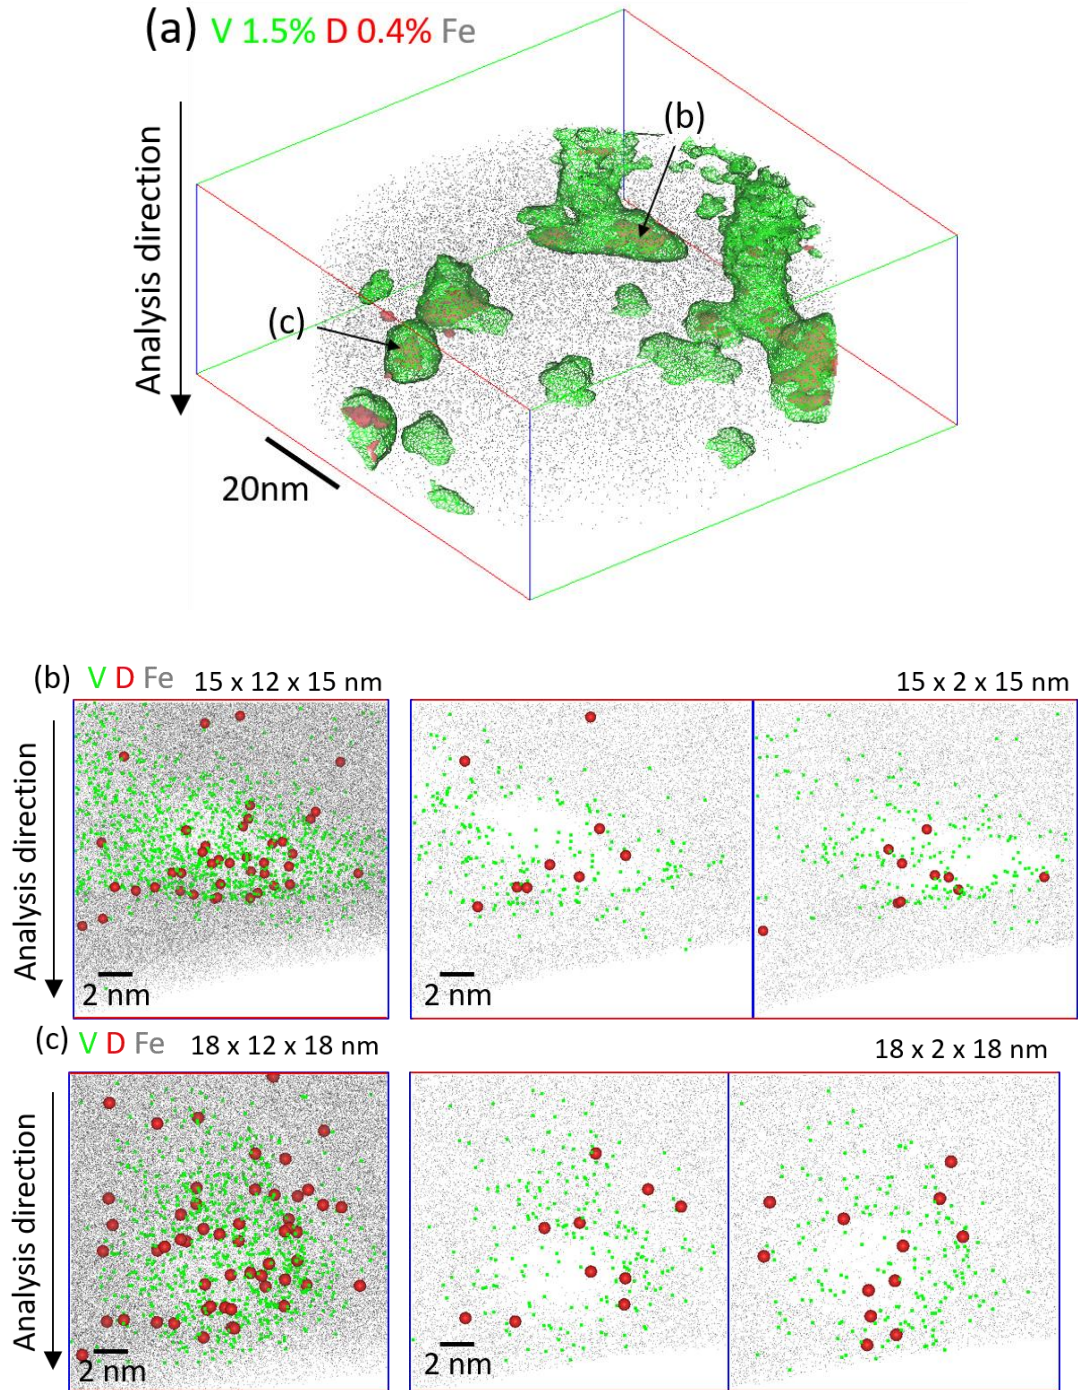 (a) V 1.5% D 0.4% Fe
Analysis direction
(b)
(c)
20nm
(b) V D Fe 15 x 12 x 15 nm
15 x 2 x 15 nm
Analysis direction
2 nm
2 nm
(c) V D Fe 18 x 12 x 18 nm
18 x 2 x 18 nm
Analysis direction
2 nm
2 nm